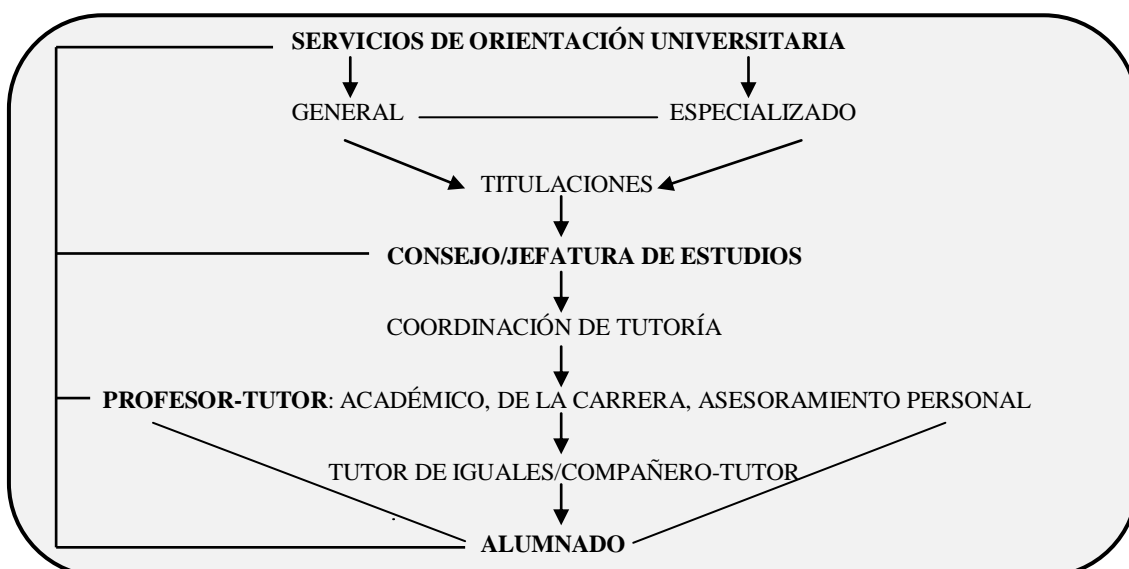 SERVICIOS DE ORIENTACIÓN UNIVERSITARIA
GENERAL ESPECIALIZADO
TITULACIONES
CONSEJO/JEFATURA DE ESTUDIOS
COORDINACIÓN DE TUTORÍA
PROFESOR-TUTOR: ACADÉMICO, DE LA CARRERA, ASESORAMIENTO PERSONAL
TUTOR DE IGUALES/COMPAÑERO-TUTOR
ALUMNADO